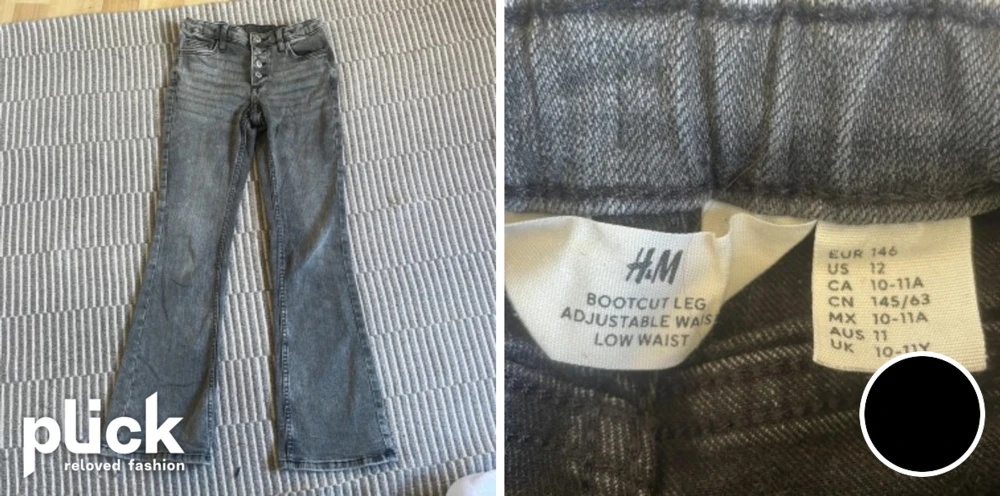 plick
reloved fashion
H&M
BOOTCUT LEG
ADJUSTABLE WAIS
LOW WAIST
EUR 146
US 12
CA 10-11A
CN 145/63
MX 10-11A
AUS 11
UK 10-11Y